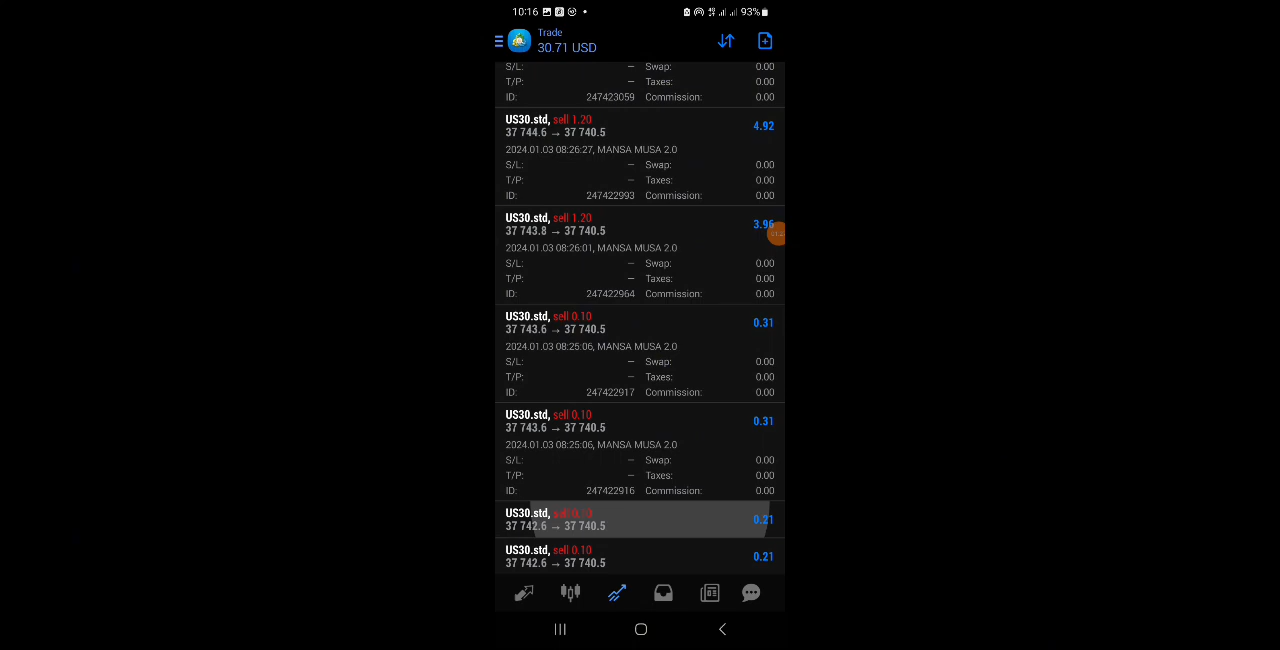 10:16 93%
Trade
30.71 USD
S/L: – Swap: 0.00
T/P: – Taxes: 0.00
ID: 247423059 Commission: 0.00
US30.std, sell 1.20
37 744.6 → 37 740.5 4.92
2024.01.03 08:26:27, MANSA MUSA 2.0
S/L: – Swap: 0.00
T/P: – Taxes: 0.00
ID: 247422993 Commission: 0.00
US30.std, sell 1.20
37 743.8 → 37 740.5 3.96
2024.01.03 08:26:01, MANSA MUSA 2.0
S/L: – Swap: 0.00
T/P: – Taxes: 0.00
ID: 247422964 Commission: 0.00
US30.std, sell 0.10
37 743.6 → 37 740.5 0.31
2024.01.03 08:25:06, MANSA MUSA 2.0
S/L: – Swap: 0.00
T/P: – Taxes: 0.00
ID: 247422917 Commission: 0.00
US30.std, sell 0.10
37 743.6 → 37 740.5 0.31
2024.01.03 08:25:06, MANSA MUSA 2.0
S/L: – Swap: 0.00
T/P: – Taxes: 0.00
ID: 247422916 Commission: 0.00
US30.std, sell 0.10
37 742.6 → 37 740.5 0.21
US30.std, sell 0.10
37 742.6 → 37 740.5 0.21